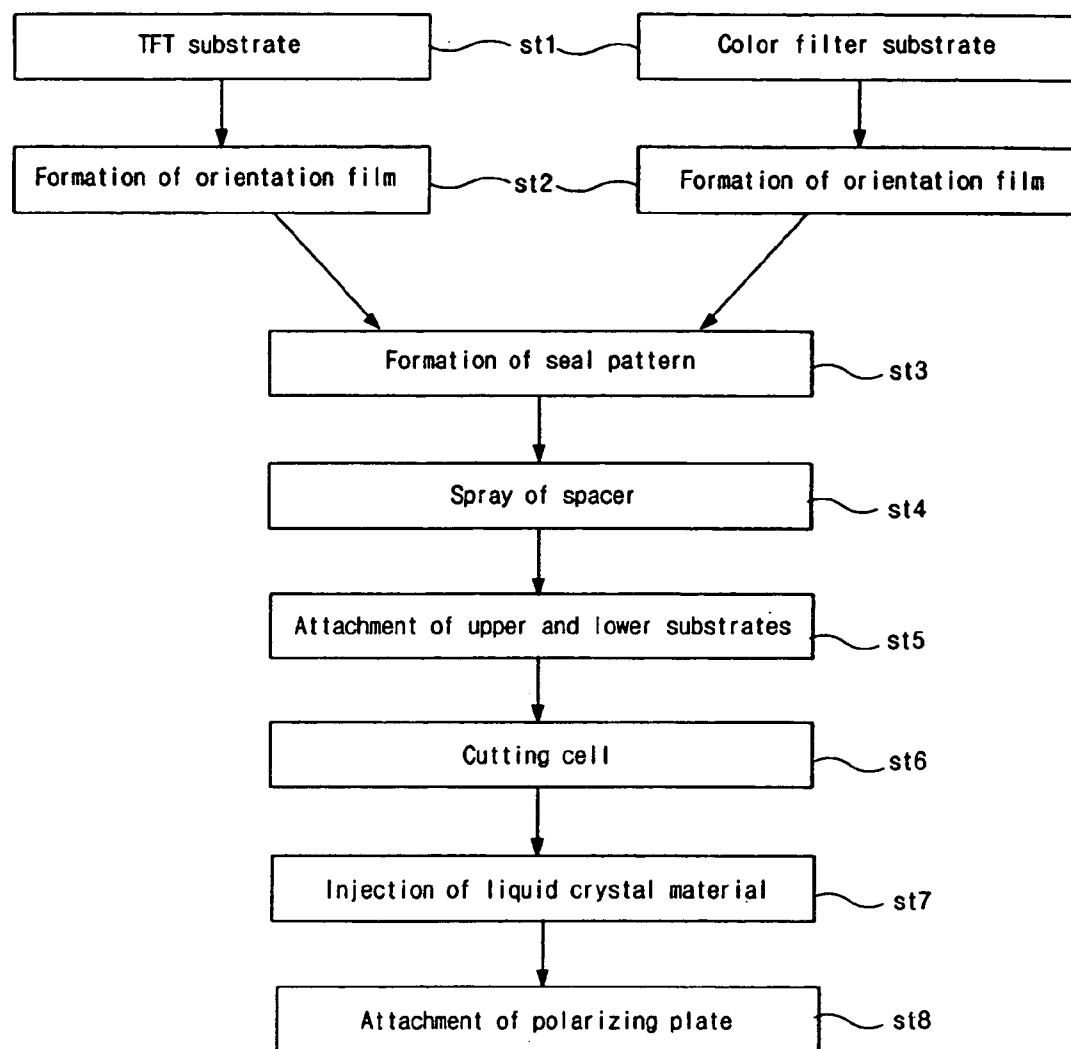 TFT substrate
st1
Color filter substrate
Formation of orientation film
st2
Formation of orientation film
Formation of seal pattern
st3
Spray of spacer
st4
Attachment of upper and lower substrates
st5
Cutting cell
st6
Injection of liquid crystal material
st7
Attachment of polarizing plate
st8